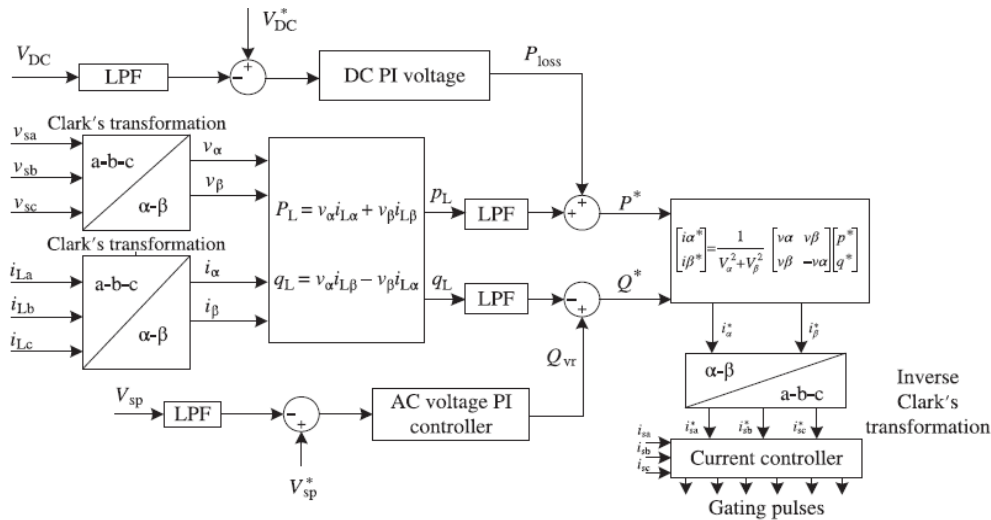 V*DC
VDC
LPF
− +
DC PI voltage
Ploss
Clark's transformation
vsa
vsb
vsc
a-b-c
α-β
vα
vβ
PL = vαiLα + vβiLβ
qL = vαiLβ − vβiLα
pL
LPF
+ +
P*
Clark's transformation
iLa
iLb
iLc
a-b-c
α-β
iα
iβ
qL
LPF
− +
Q*
Qvr
[iα* iβ*] = 1/(Vα²+Vβ²) [vα vβ vβ −vα] [p* q*]
i*α i*β
α-β
a-b-c
Inverse
Clark's
transformation
Vsp
LPF
− +
V*sp
AC voltage PI
controller
i*sa i*sb i*sc
isa
isb
isc
Current controller
Gating pulses